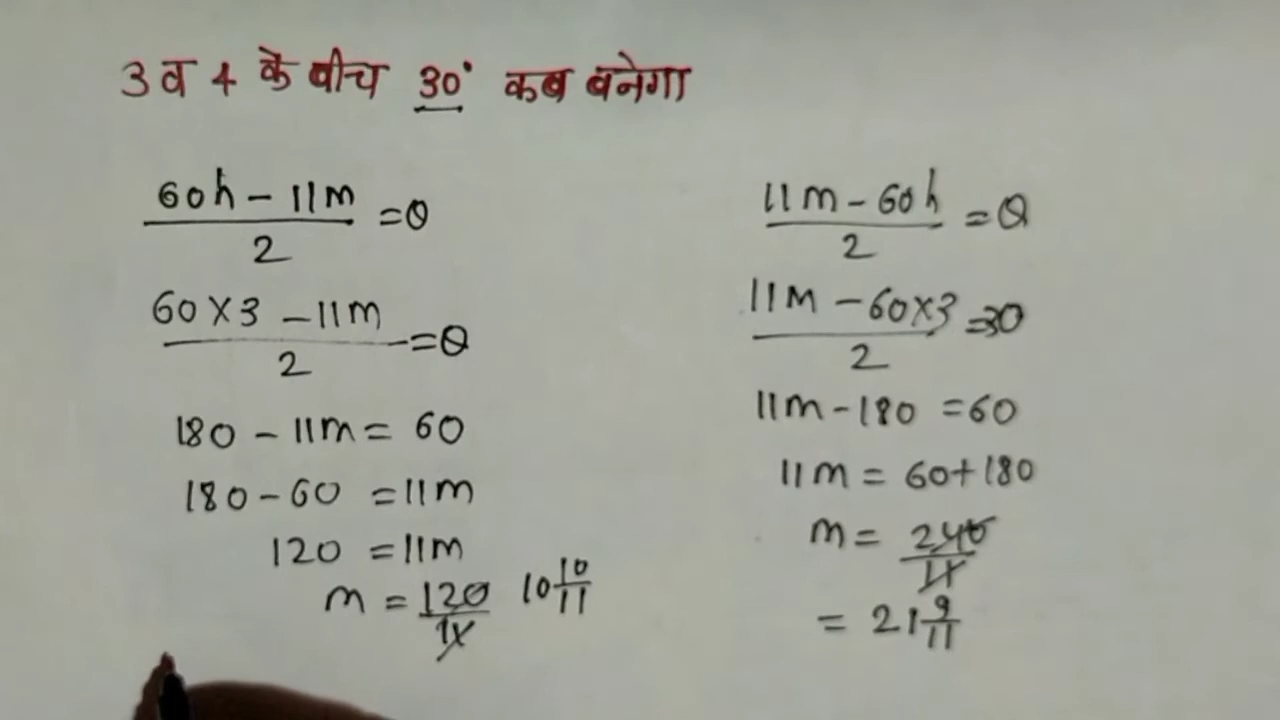 3 व 4 के बीच 30° कब बनेगा
60h - 11m / 2 = θ
60 x 3 - 11m / 2 = θ
180 - 11m = 60
180 - 60 = 11m
120 = 11m
m = 120/11 10 10/11
11m - 60h / 2 = θ
11m - 60x3 / 2 = 30
11m - 180 = 60
11m = 60 + 180
m = 240/11
= 21 9/11